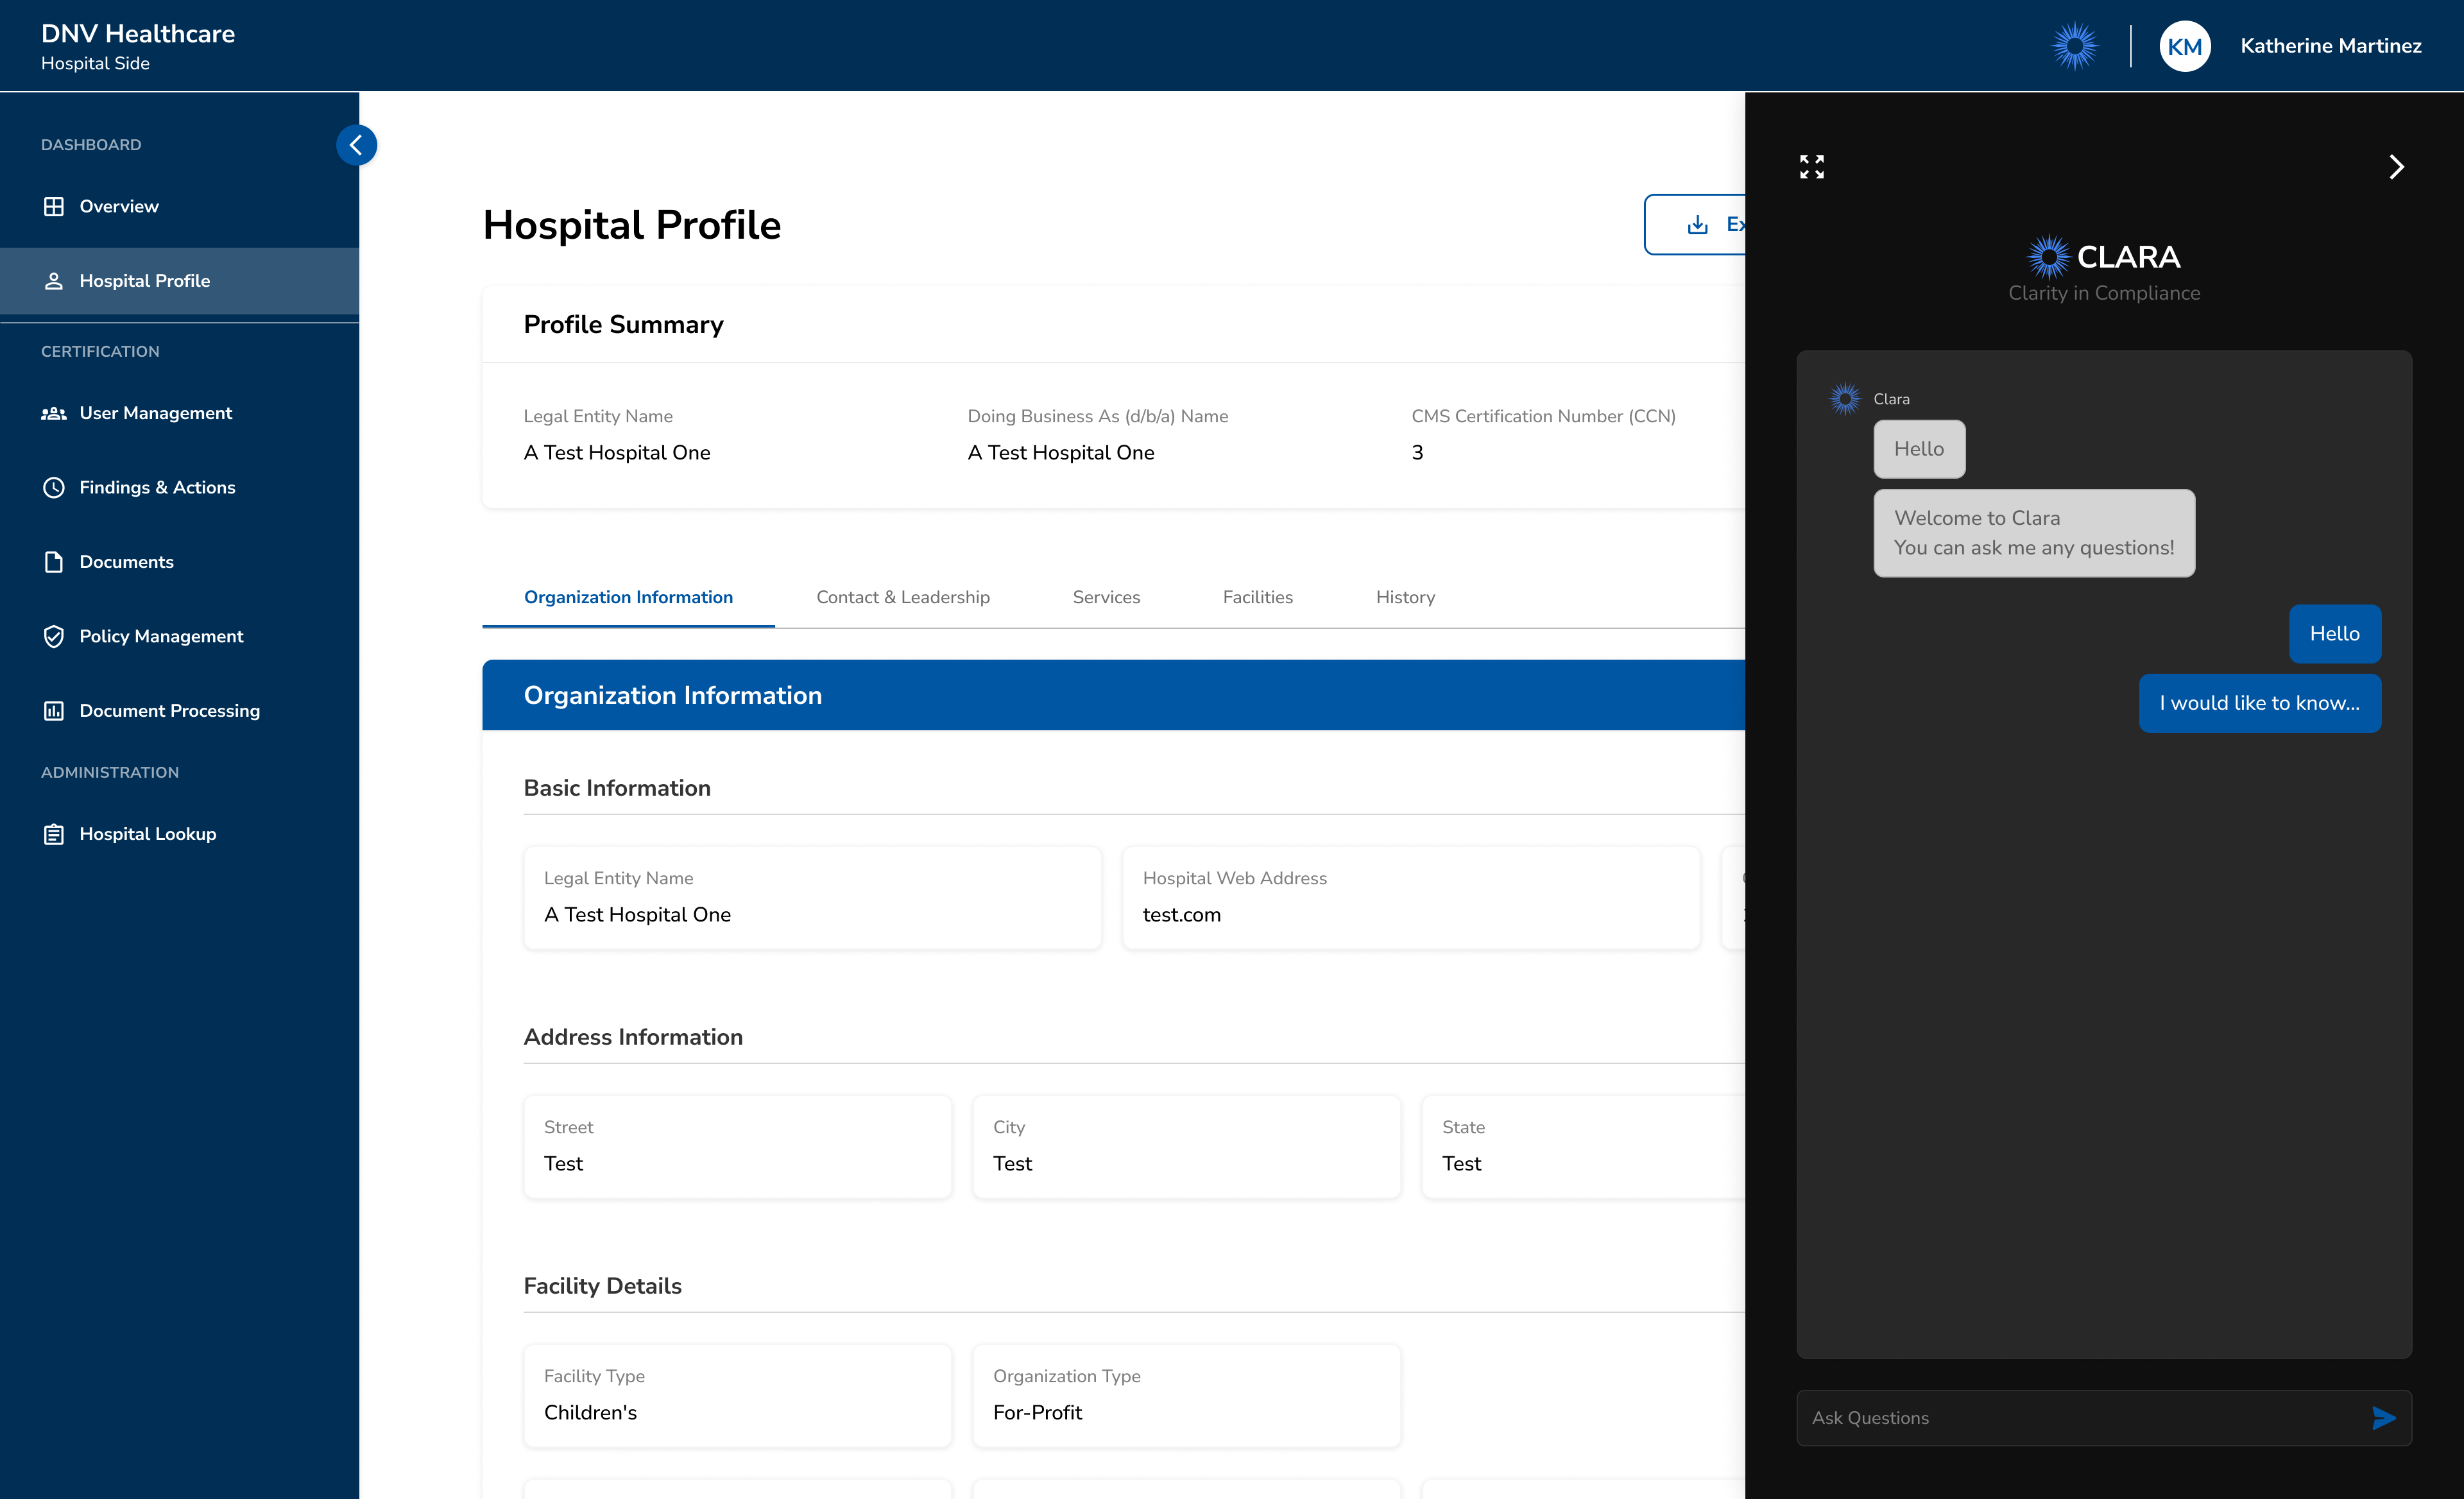 DNV Healthcare
Hospital Side
KM
Katherine Martinez
DASHBOARD
Overview
Hospital Profile
CERTIFICATION
User Management
Findings & Actions
Documents
Policy Management
Document Processing
ADMINISTRATION
Hospital Lookup
Hospital Profile
Profile Summary
Legal Entity Name
A Test Hospital One
Doing Business As (d/b/a) Name
A Test Hospital One
CMS Certification Number (CCN)
3
Organization Information
Contact & Leadership
Services
Facilities
History
Organization Information
Basic Information
Legal Entity Name
A Test Hospital One
Hospital Web Address
test.com
Address Information
Street
Test
City
Test
State
Test
Facility Details
Facility Type
Children's
Organization Type
For-Profit
CLARA
Clarity in Compliance
Clara
Hello
Welcome to Clara
You can ask me any questions!
Hello
I would like to know...
Ask Questions